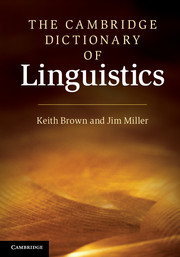 THE CAMBRIDGE
DICTIONARY
OF
Linguistics
Keith Brown and Jim Miller
CAMBRIDGE